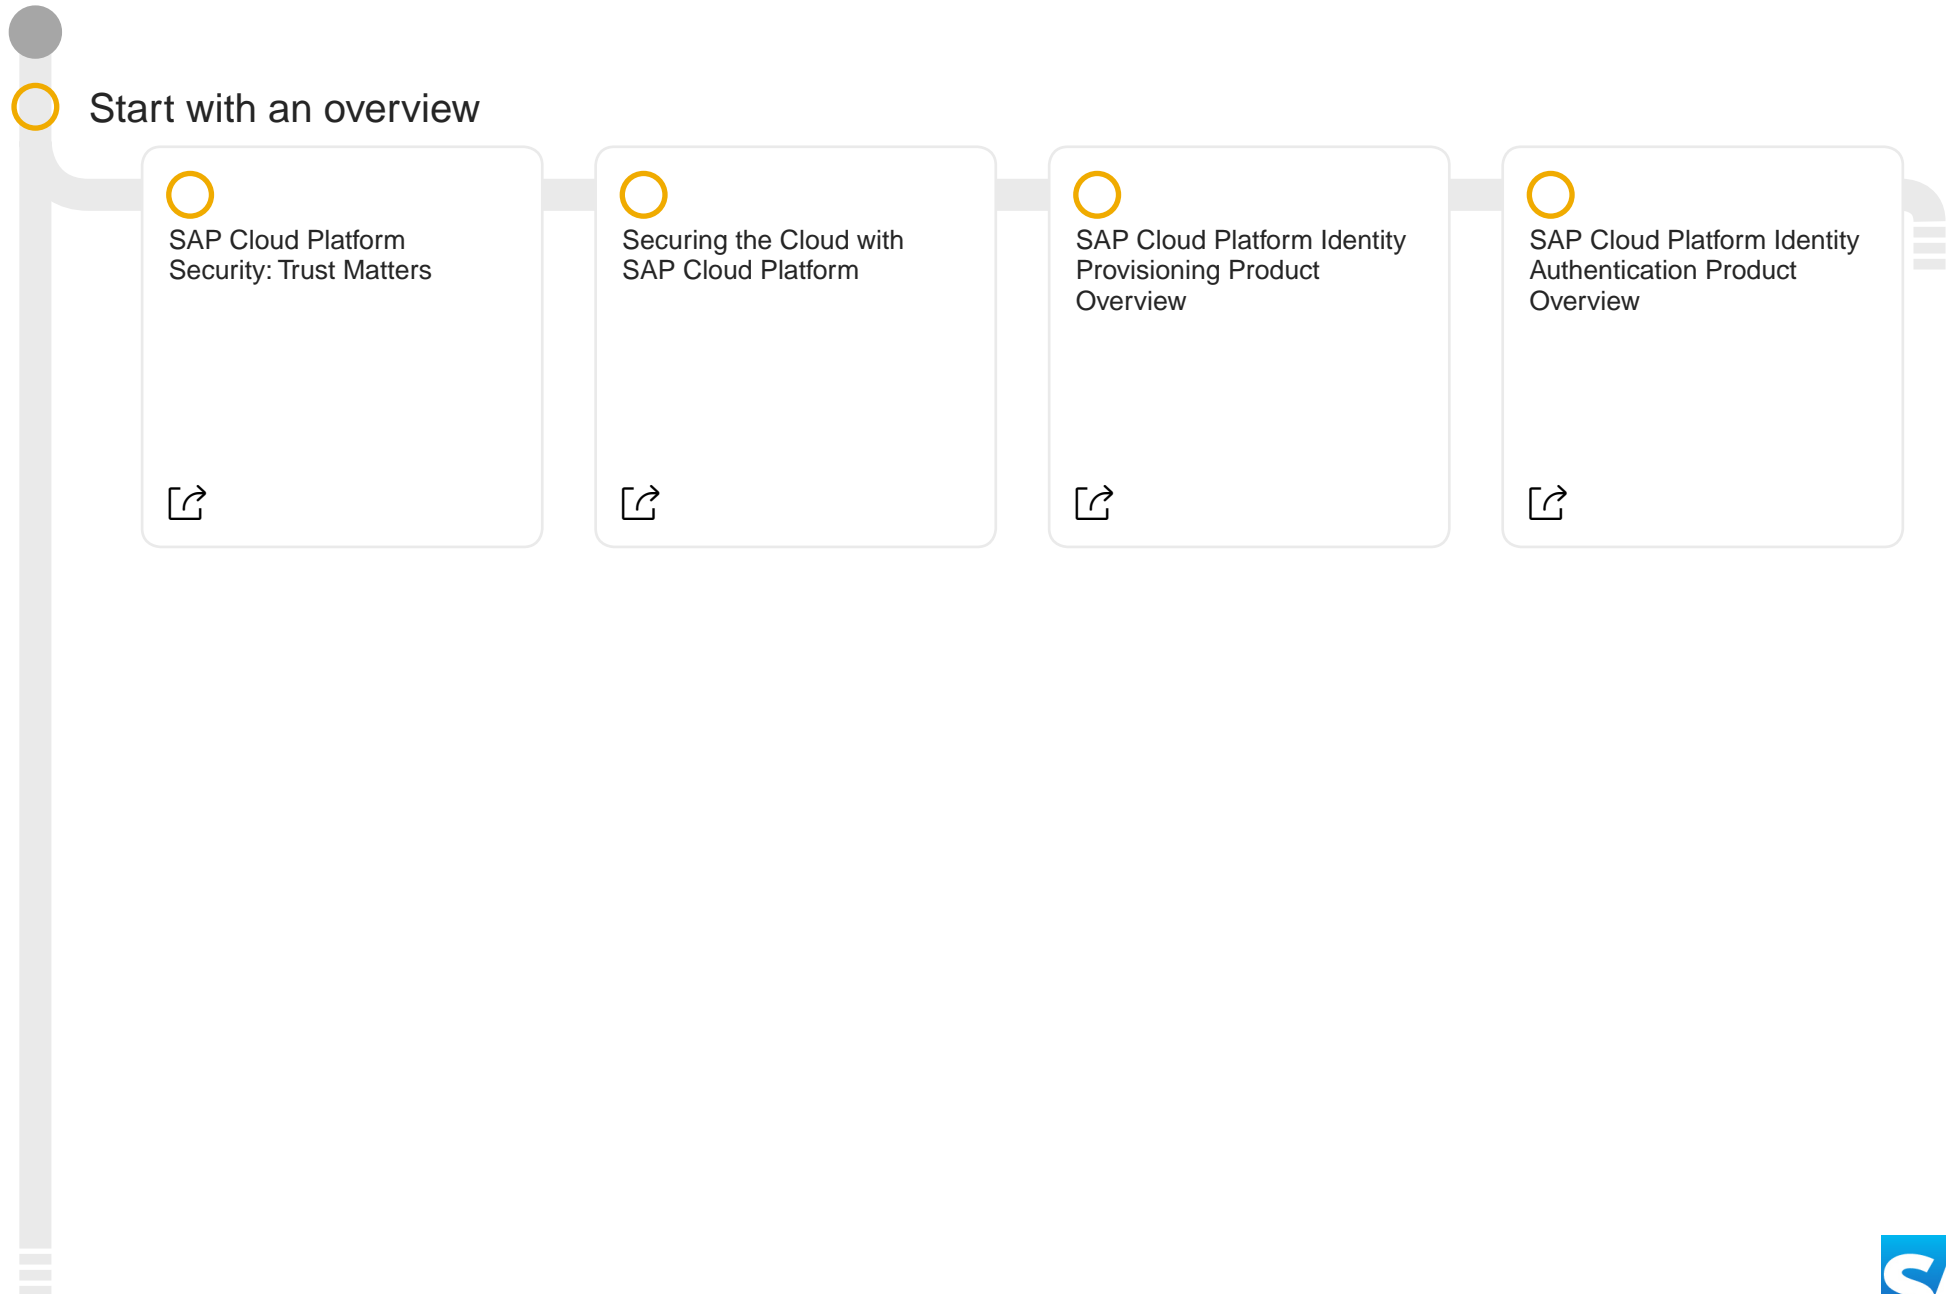 Start with an overview
SAP Cloud Platform
Security: Trust Matters
Securing the Cloud with
SAP Cloud Platform
SAP Cloud Platform Identity
Provisioning Product
Overview
SAP Cloud Platform Identity
Authentication Product
Overview